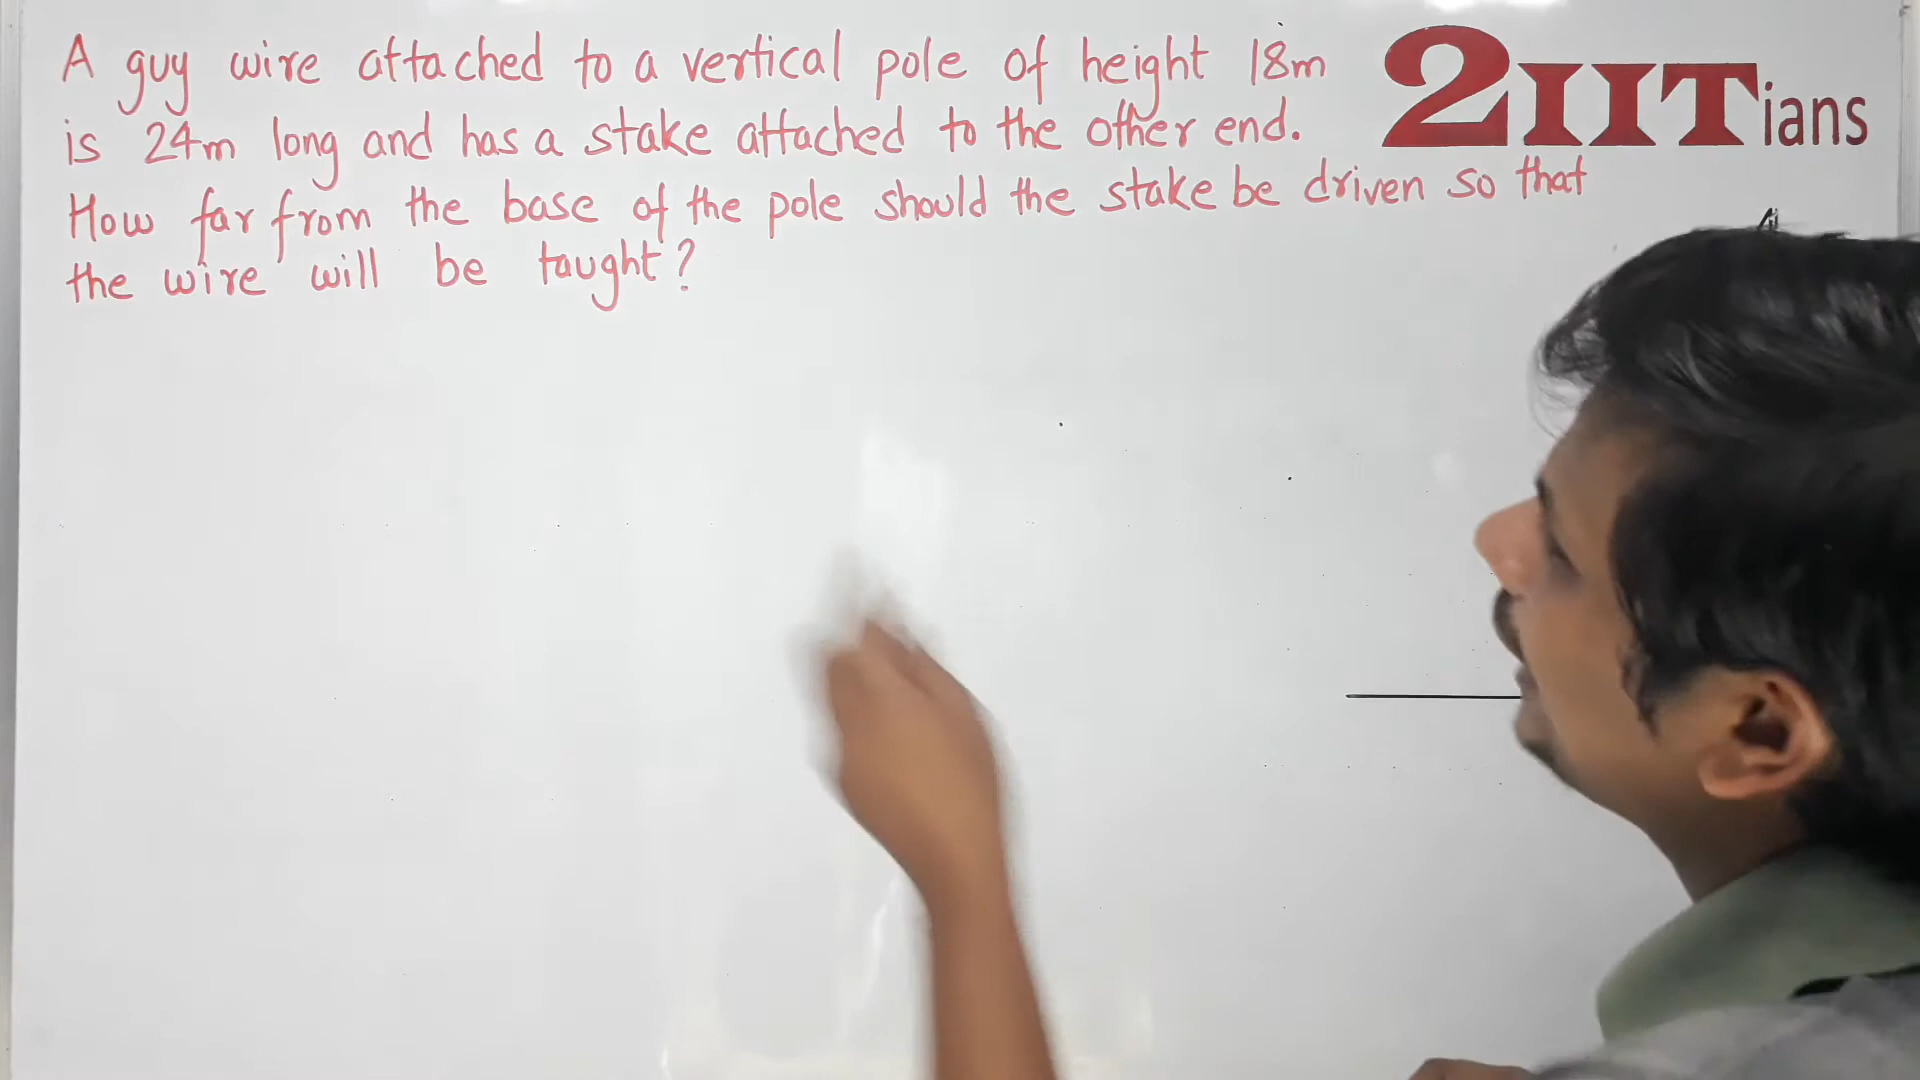 A guy wire attached to a vertical pole of height 18m
is 24m long and has a stake attached to the other end.
How far from the base of the pole should the stake be driven so that
the wire will be taught?
2IITians